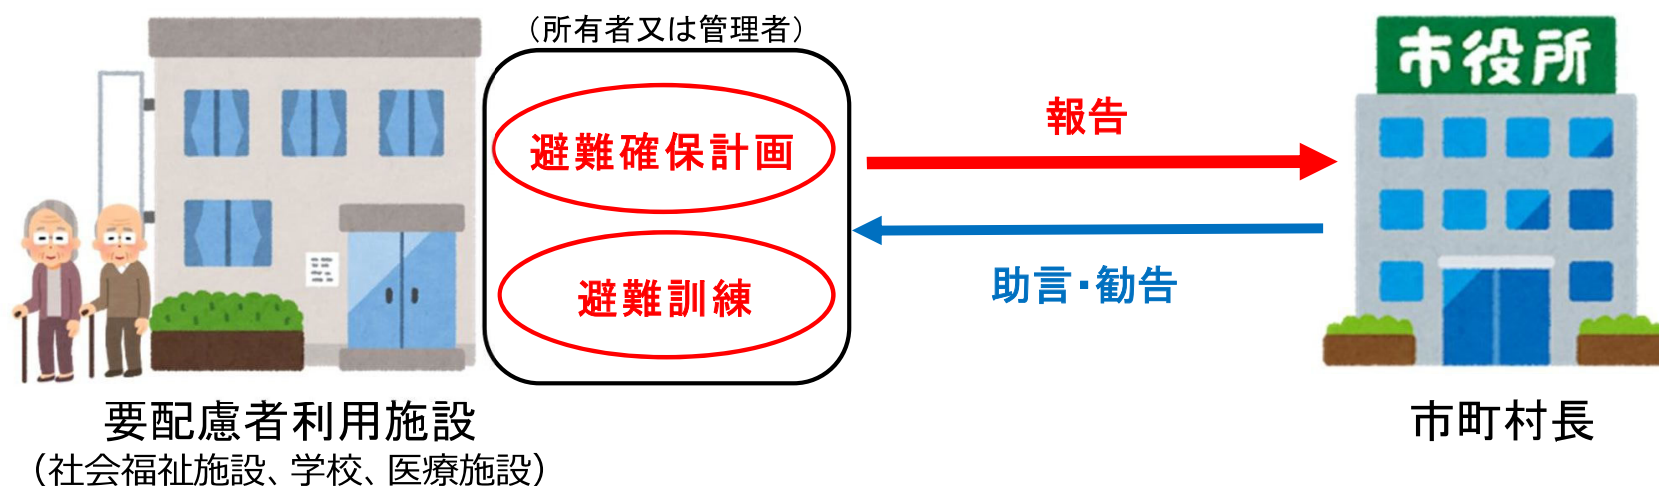 （所有者又は管理者）
避難確保計画
避難訓練
報告
助言・勧告
市役所
要配慮者利用施設
（社会福祉施設、学校、医療施設）
市町村長